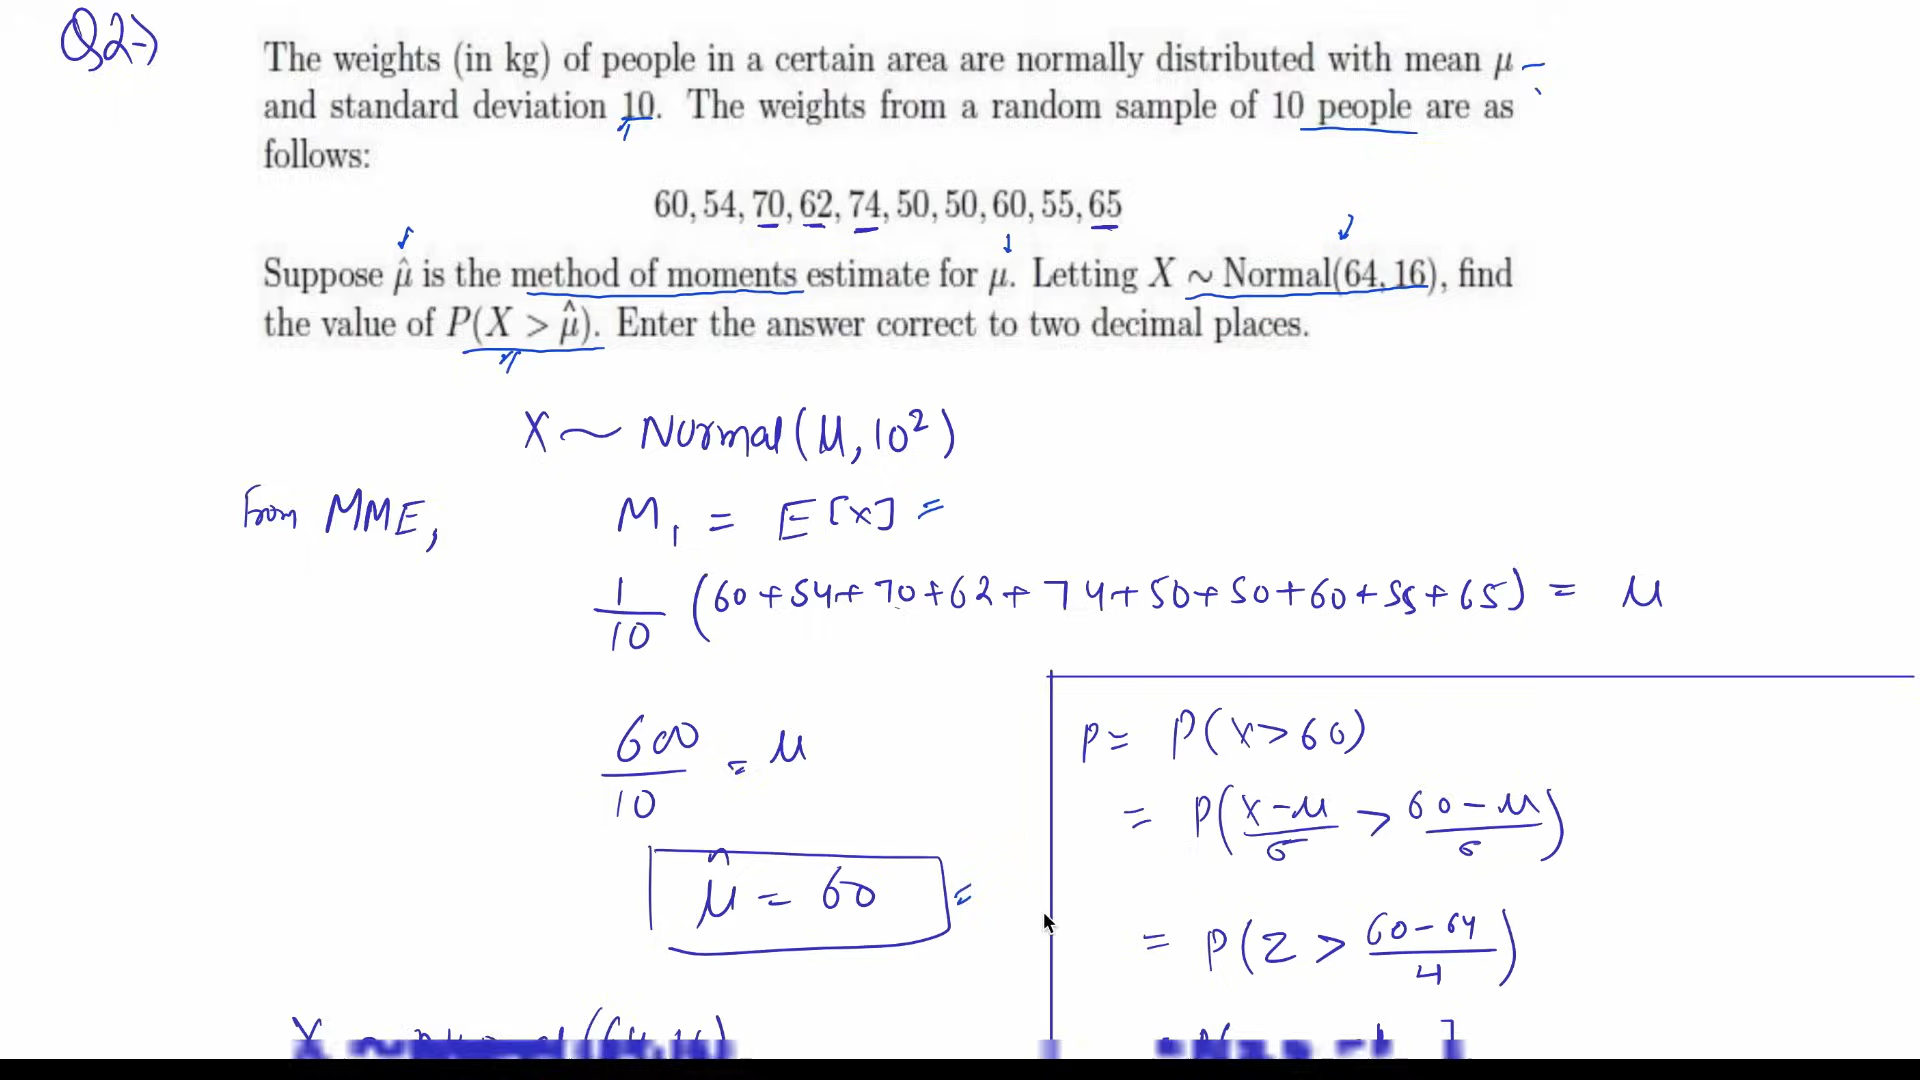 Q2→
The weights (in kg) of people in a certain area are normally distributed with mean μ
and standard deviation 10. The weights from a random sample of 10 people are as
follows:
60, 54, 70, 62, 74, 50, 50, 60, 55, 65
Suppose μ̂ is the method of moments estimate for μ. Letting X ~ Normal(64, 16), find
the value of P(X > μ̂). Enter the answer correct to two decimal places.
X ~ Normal(μ, 10²)
From MME, M₁ = E[X] =
1/10 (60+54+70+62+74+50+50+60+55+65) = μ
600/10 = μ
μ̂ = 60 =
P = P(X > 60)
= P((X-μ)/σ > (60-μ)/σ)
= P(Z > (60-64)/4)
X ~ Normal(64,16)